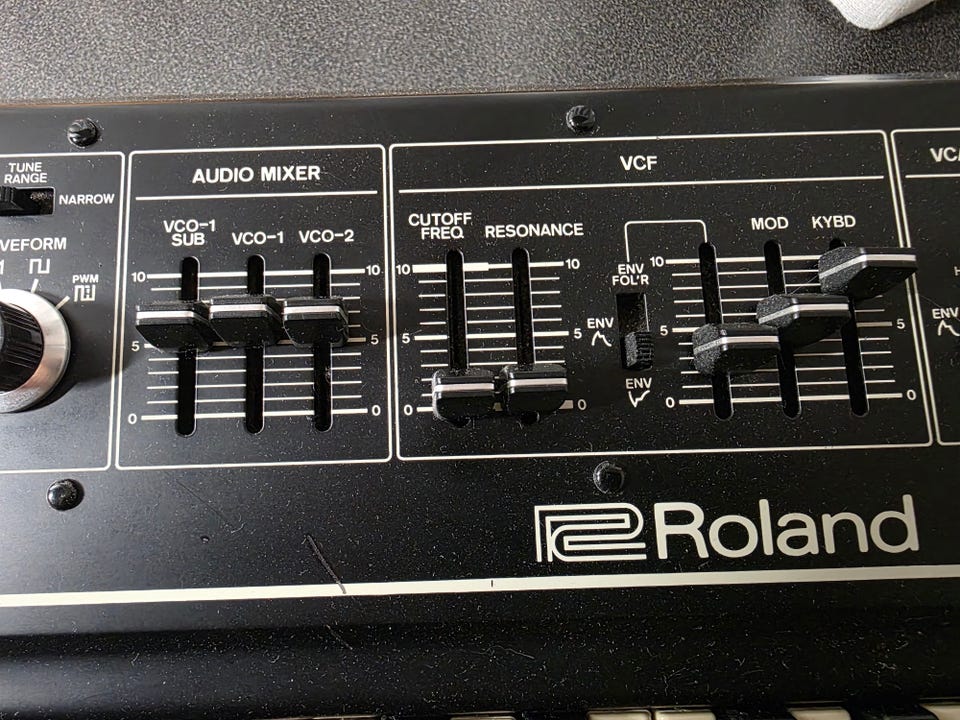 TUNE
RANGE
NARROW
PWM
AUDIO MIXER
VCO-1
SUB
VCO-1
VCO-2
10
10
5
5
0
0
VCF
CUTOFF
FREQ
RESONANCE
10
10
5
5
0
0
ENV
FOL'R
ENV
ENV
MOD
KYBD
10
5
5
0
0
ENV
Roland